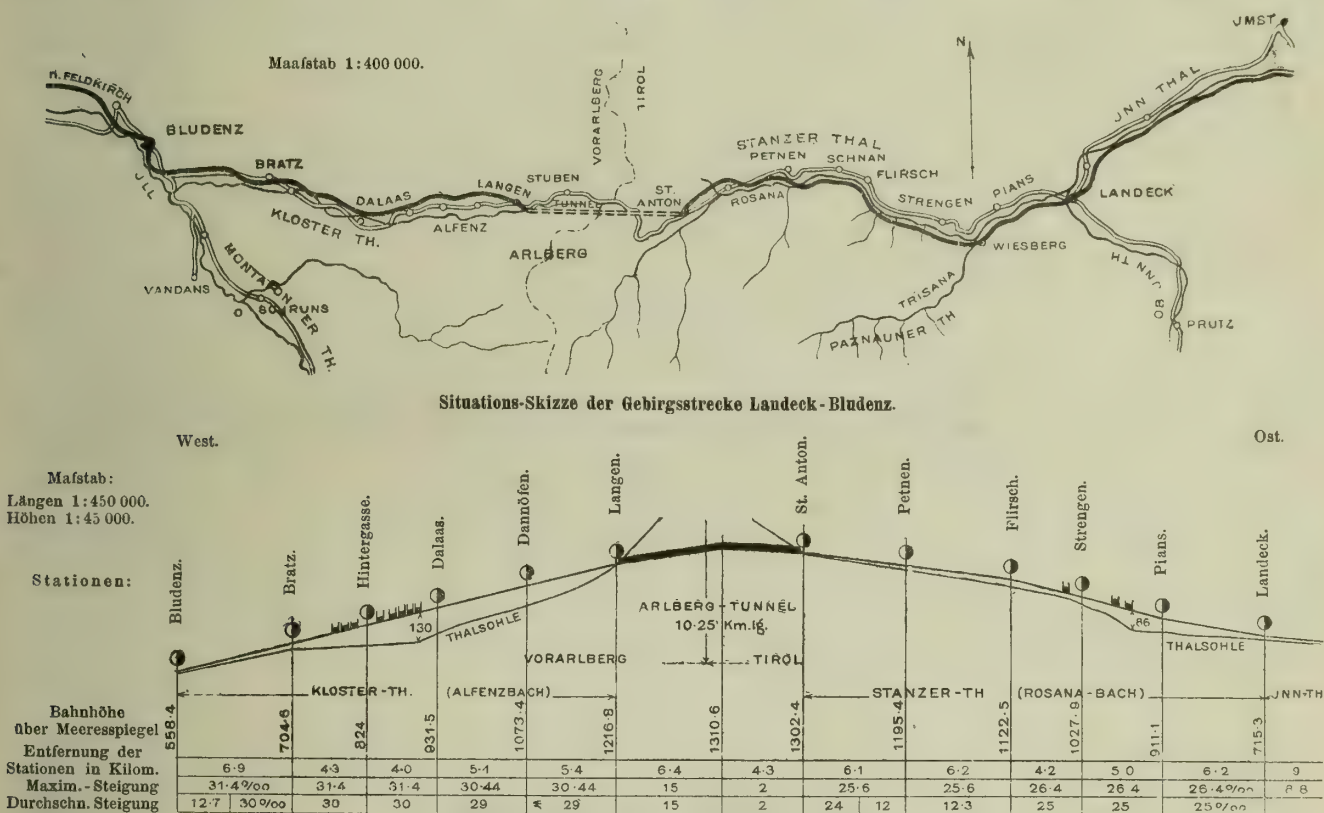 Maafstab 1:400 000.
N
JMST
N. FELDKIRCH
BLUDENZ
BRATZ
JLL
KLOSTER TH.
DALAAS
ALFENZ
LANGEN
STUBEN
TUNNEL
ARLBERG
VORARLBERG
TIROL
ST. ANTON
ROSANA
STANZER THAL
PETNEN
SCHNAN
FLIRSCH
STRENGEN
PIANS
WIESBERG
LANDECK
JNN THAL
OB JNN TH
PRUTZ
TRISANA
PAZNAUNER TH
VANDANS
MONTAFONER TH.
SCHRUNS
Situations-Skizze der Gebirgsstrecke Landeck-Bludenz.
West.
Ost.
Mafstab:
Längen 1:450 000.
Höhen 1:45 000.
Stationen:
Bludenz.
Bratz.
Hintergasse.
Dalaas.
Dannöfen.
Langen.
St. Anton.
Petnen.
Flirsch.
Strengen.
Pians.
Landeck.
130
THALSOHLE
ARLBERG-TUNNEL
10·25 Km.lg.
86
THALSOHLE
VORARLBERG
TIROL
KLOSTER-TH. (ALFENZBACH)
STANZER-TH (ROSANA-BACH)
JNN-TH
Bahnhöhe
über Meeresspiegel 558·4 704·6 824 931·5 1073·4 1216·8 1310·6 1302·4 1195·4 1122·5 1027·9 911·1 715·3
Entfernung der
Stationen in Kilom. 6·9 4·3 4·0 5·1 5·4 6·4 4·3 6·1 6·2 4·2 5 0 6·2 9
Maxim.-Steigung 31·4‰ 31·4 31·4 30·44 30·44 15 2 25·6 25·6 26·4 26 4 26·4‰ 8 8
Durchschn. Steigung 12·7 30‰ 30 30 29 29 15 2 24 12 12·3 25 25 25‰